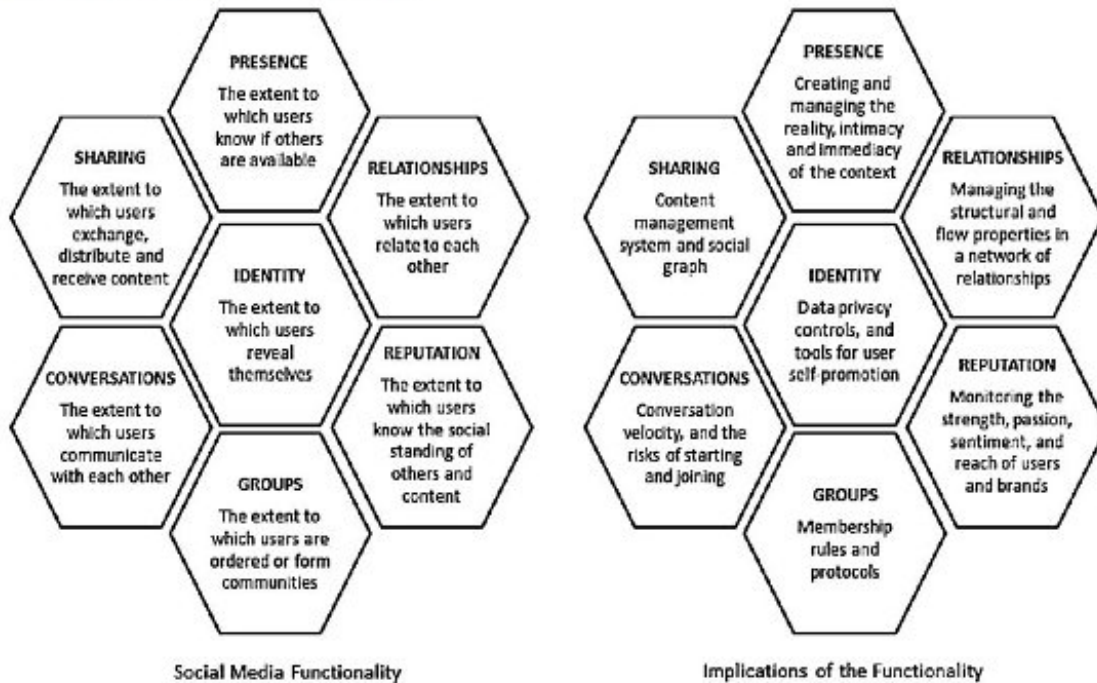 PRESENCE
The extent to
which users
know if others
are available
SHARING
The extent to
which users
exchange,
distribute and
receive content
RELATIONSHIPS
The extent to
which users
relate to each
other
IDENTITY
The extent to
which users
reveal
themselves
CONVERSATIONS
The extent to
which users
communicate
with each other
REPUTATION
The extent to
which users
know the social
standing of
others and
content
GROUPS
The extent to
which users are
ordered or form
communities
Social Media Functionality
PRESENCE
Creating and
managing the
reality, intimacy
and immediacy
of the context
SHARING
Content
management
system and social
graph
RELATIONSHIPS
Managing the
structural and
flow properties in
a network of
relationships
IDENTITY
Data privacy
controls, and
tools for user
self-promotion
CONVERSATIONS
Conversation
velocity, and the
risks of starting
and joining
REPUTATION
Monitoring the
strength, passion,
sentiment, and
reach of users
and brands
GROUPS
Membership
rules and
protocols
Implications of the Functionality